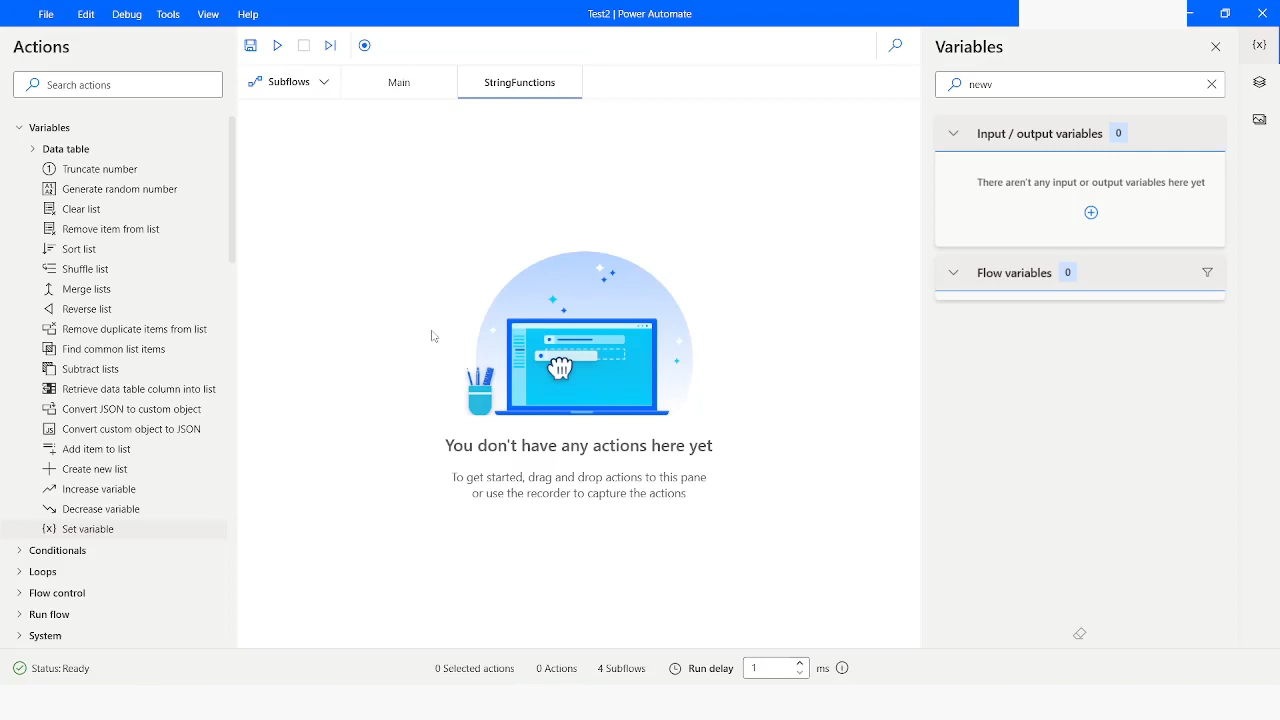 File Edit Debug Tools View Help
Test2 | Power Automate
Actions
Search actions
Variables
Data table
Truncate number
Generate random number
Clear list
Remove item from list
Sort list
Shuffle list
Merge lists
Reverse list
Remove duplicate items from list
Find common list items
Subtract lists
Retrieve data table column into list
Convert JSON to custom object
Convert custom object to JSON
Add item to list
Create new list
Increase variable
Decrease variable
{x} Set variable
Conditionals
Loops
Flow control
Run flow
System
Subflows
Main
StringFunctions
You don't have any actions here yet
To get started, drag and drop actions to this pane
or use the recorder to capture the actions
Variables
{x}
newv
Input / output variables 0
There aren't any input or output variables here yet
Flow variables 0
Status: Ready
0 Selected actions
0 Actions
4 Subflows
Run delay
1
ms